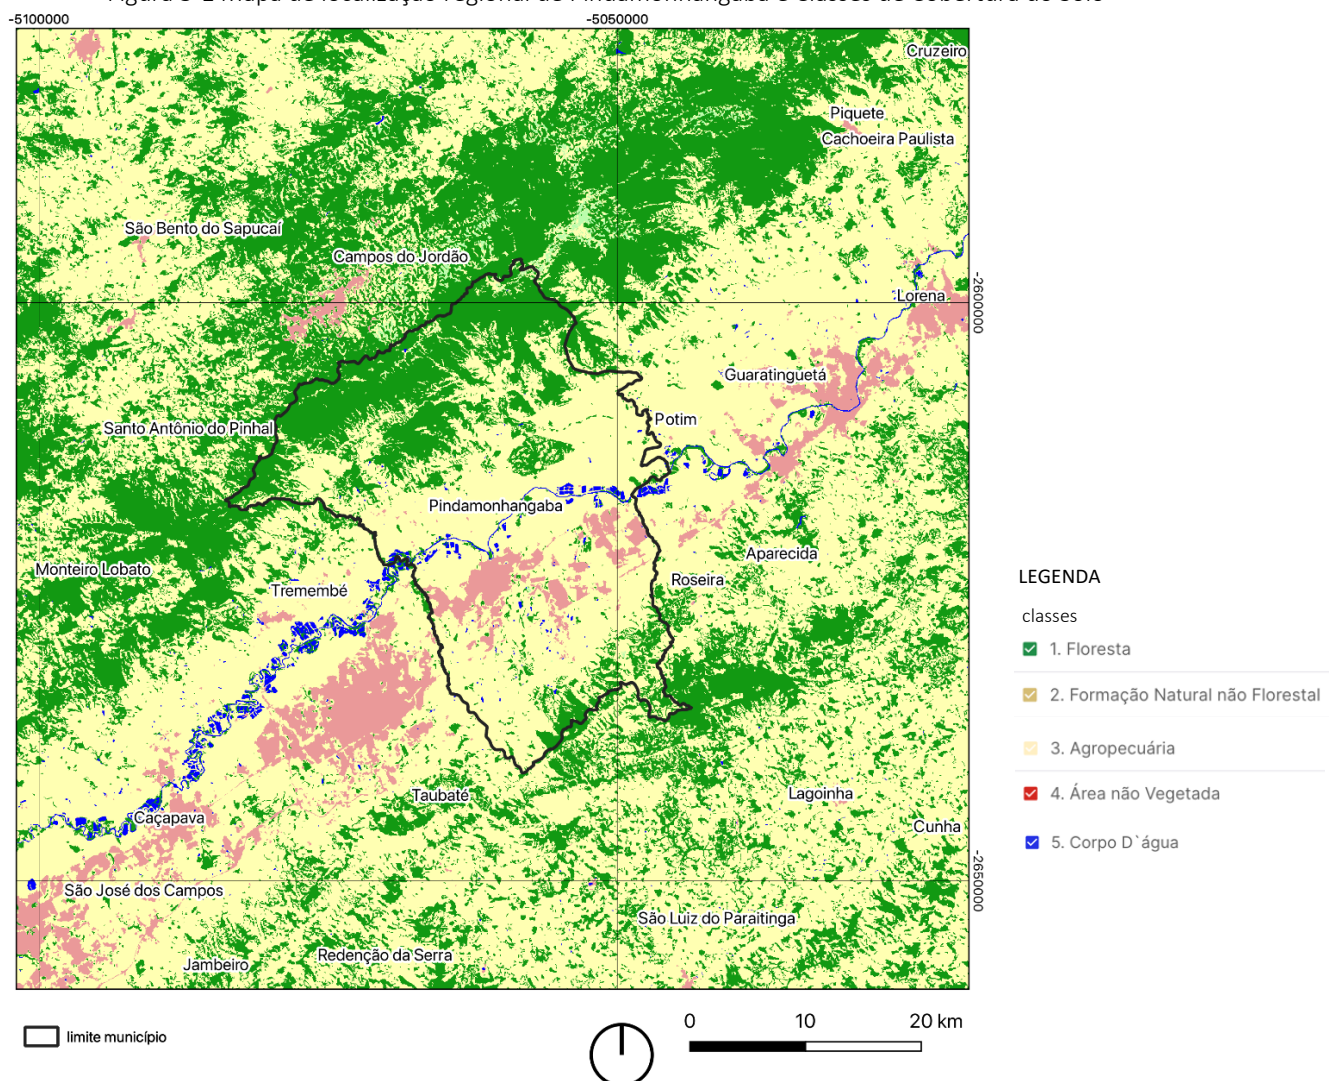 -5100000
-5050000
Cruzeiro
Piquete
Cachoeira Paulista
São Bento do Sapucaí
Campos do Jordão
-2600000
Lorena
Guaratinguetá
Potim
Santo Antônio do Pinhal
Pindamonhangaba
Aparecida
Monteiro Lobato
Tremembé
Roseira
Taubaté
Lagoinha
Caçapava
Cunha
-2650000
São José dos Campos
São Luiz do Paraitinga
Redenção da Serra
Jambeiro
LEGENDA
classes
1. Floresta
2. Formação Natural não Florestal
3. Agropecuária
4. Área não Vegetada
5. Corpo D`água
limite município
0 10 20 km